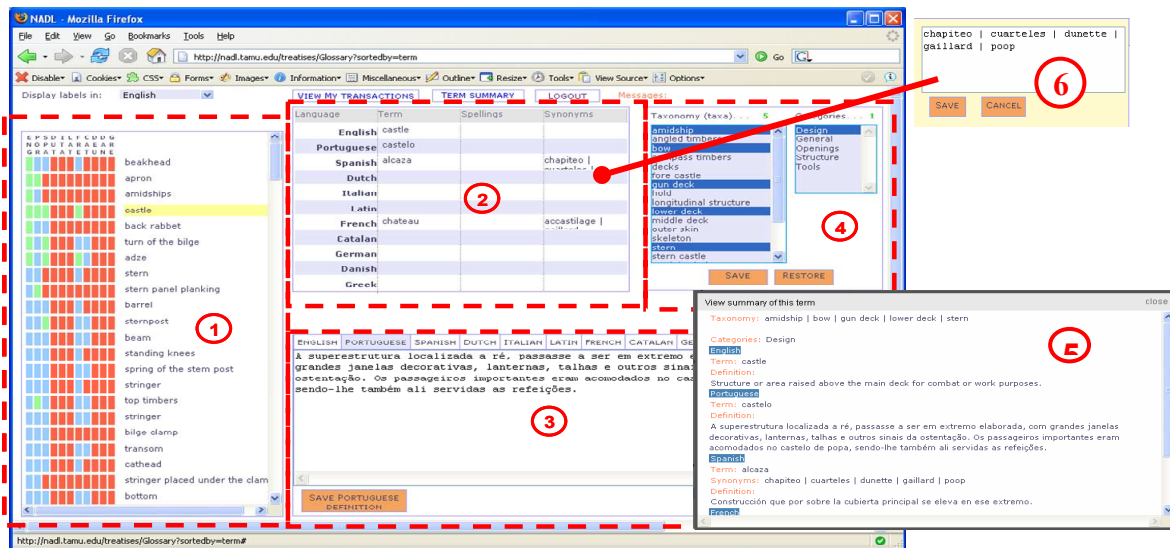 NADL - Mozilla Firefox
File Edit View Go Bookmarks Tools Help
http://nadl.tamu.edu/treatises/Glossary?sortedby=term
Go
Disable Cookies CSS Forms Images Information Miscellaneous Outline Resize Tools View Source Options
Display labels in: English
VIEW MY TRANSACTIONS TERM SUMMARY LOGOUT Messages:
E P S D I L F C D D G
N O P U T A R A E A R
G R A T A T E T U N E
beakhead
apron
amidships
castle
back rabbet
turn of the bilge
adze
stern
stern panel planking
barrel
sternpost
beam
standing knees
spring of the stem post
stringer
top timbers
stringer
bilge clamp
transom
cathead
stringer placed under the clam
bottom
1
Language Term Spellings Synonyms
English castle
Portuguese castelo
Spanish alcaza chapiteo |
cuarteles |
Dutch
Italian
Latin
French chateau accastilage |
gaillard
Catalan
German
Danish
Greek
2
Taxonomy (taxa)... 5
amidship
angled timbers
bow
compass timbers
decks
fore castle
gun deck
hold
longitudinal structure
lower deck
middle deck
outer skin
skeleton
stern
stern castle
Categories... 1
Design
General
Openings
Structure
Tools
4
SAVE RESTORE
chapiteo | cuarteles | dunette |
gaillard | poop
6
SAVE CANCEL
ENGLISH PORTUGUESE SPANISH DUTCH ITALIAN LATIN FRENCH CATALAN GE
A superestrutura localizada a ré, passasse a ser em extremo e
grandes janelas decorativas, lanternas, talhas e outros sina
ostentação. Os passageiros importantes eram acomodados no cas
sendo-lhe também ali servidas as refeições.
3
SAVE PORTUGUESE
DEFINITION
View summary of this term close
Taxonomy: amidship | bow | gun deck | lower deck | stern
Categories: Design
5
English
Term: castle
Definition:
Structure or area raised above the main deck for combat or work purposes.
Portuguese
Term: castelo
Definition:
A superestrutura localizada a ré, passasse a ser em extremo elaborada, com grandes janelas
decorativas, lanternas, talhas e outros sinais da ostentação. Os passageiros importantes eram
acomodados no castelo de popa, sendo-lhe também ali servidas as refeições.
Spanish
Term: alcaza
Synonyms: chapiteo | cuarteles | dunette | gaillard | poop
Definition:
Construcción que por sobre la cubierta principal se eleva en ese extremo.
French
http://nadl.tamu.edu/treatises/Glossary?sortedby=term#